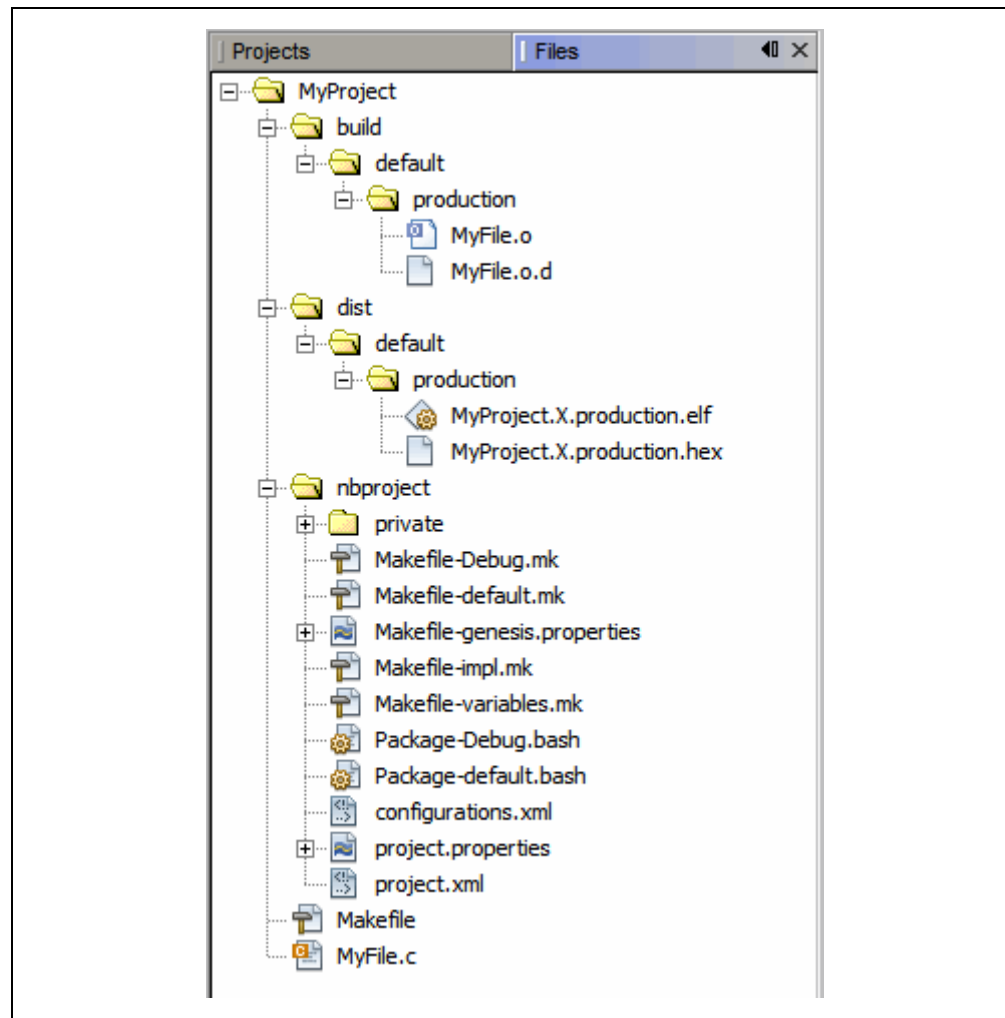 Projects Files
MyProject
build
default
production
MyFile.o
MyFile.o.d
dist
default
production
MyProject.X.production.elf
MyProject.X.production.hex
nbproject
private
Makefile-Debug.mk
Makefile-default.mk
Makefile-genesis.properties
Makefile-impl.mk
Makefile-variables.mk
Package-Debug.bash
Package-default.bash
configurations.xml
project.properties
project.xml
Makefile
MyFile.c